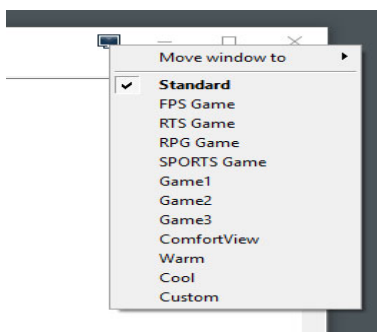 Move window to
Standard
FPS Game
RTS Game
RPG Game
SPORTS Game
Game1
Game2
Game3
ComfortView
Warm
Cool
Custom